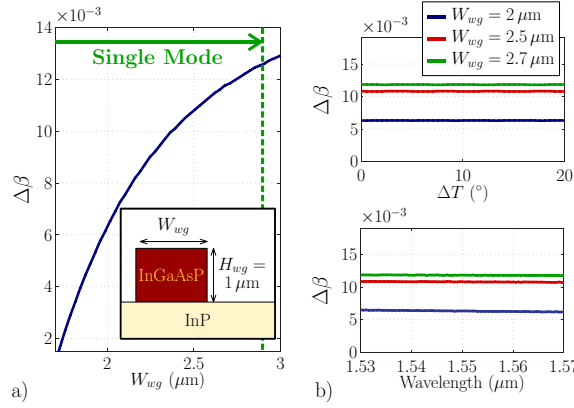 ×10⁻³
14
12
10
8
6
4
2
Δβ
Single Mode
W_wg
InGaAsP
H_wg =
1 μm
InP
2 2.5 3
W_wg (μm)
a)
W_wg = 2 μm
W_wg = 2.5 μm
W_wg = 2.7 μm
×10⁻³
15
10
5
0
Δβ
0 10 20
ΔT (°)
×10⁻³
15
10
5
0
Δβ
1.53 1.54 1.55 1.56 1.57
Wavelength (μm)
b)